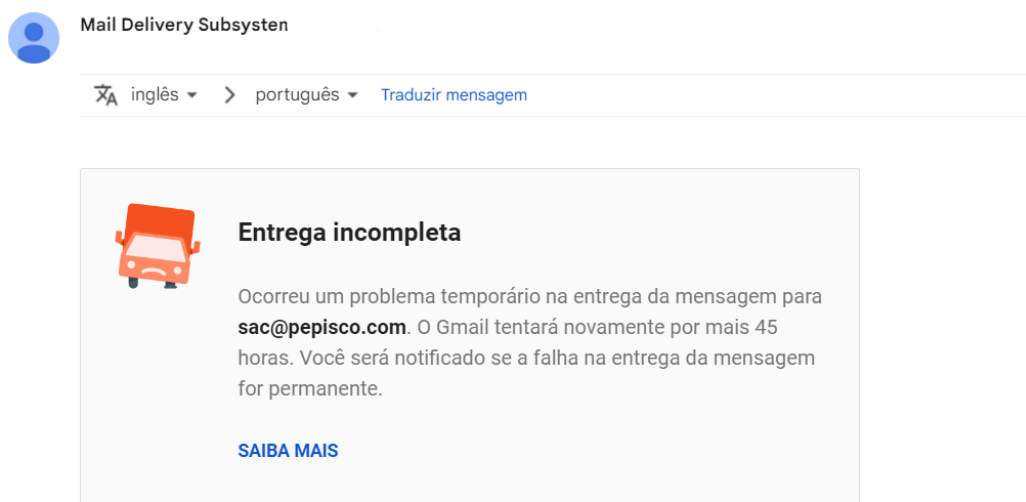 Mail Delivery Subsysten
inglês
português
Traduzir mensagem
Entrega incompleta
Ocorreu um problema temporário na entrega da mensagem para
sac@pepisco.com. O Gmail tentará novamente por mais 45
horas. Você será notificado se a falha na entrega da mensagem
for permanente.
SAIBA MAIS